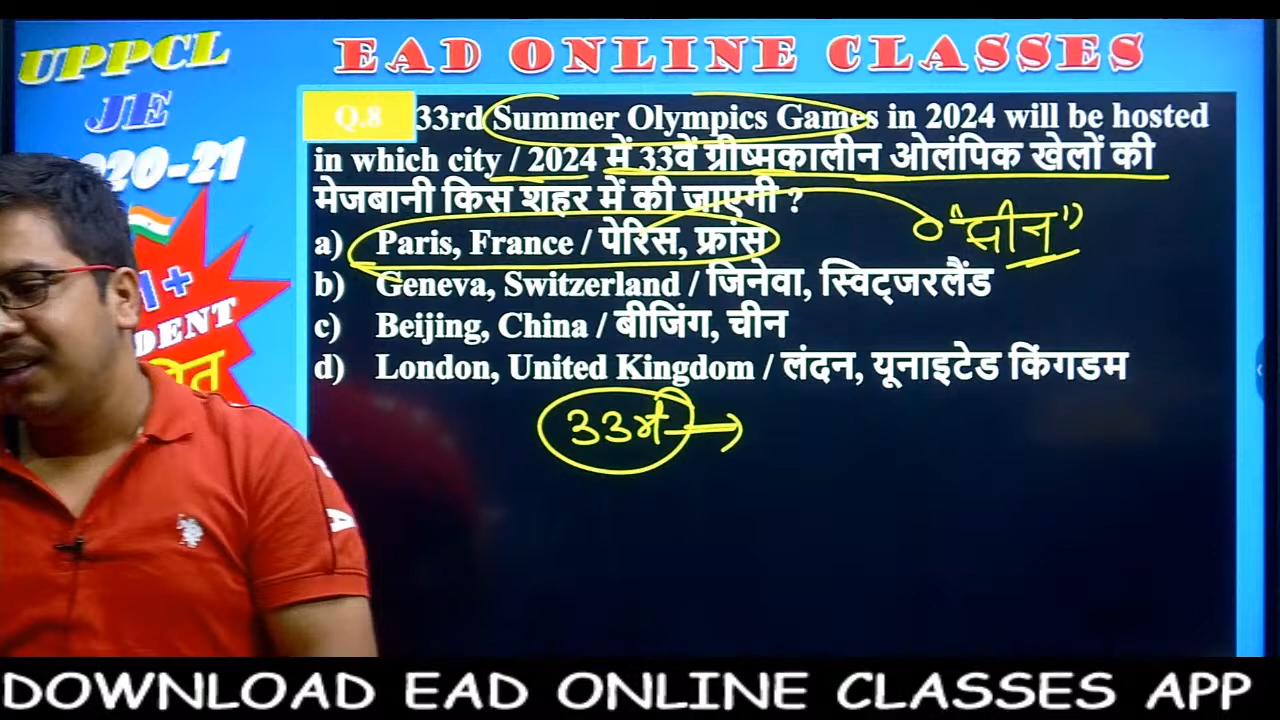 UPPCL
JE
2020-21
EAD ONLINE CLASSES
Q.8 33rd Summer Olympics Games in 2024 will be hosted
in which city / 2024 में 33वें ग्रीष्मकालीन ओलंपिक खेलों की
मेजबानी किस शहर में की जाएगी ?
a) Paris, France / पेरिस, फ्रांस
b) Geneva, Switzerland / जिनेवा, स्विट्जरलैंड
c) Beijing, China / बीजिंग, चीन
d) London, United Kingdom / लंदन, यूनाइटेड किंगडम
DOWNLOAD EAD ONLINE CLASSES APP